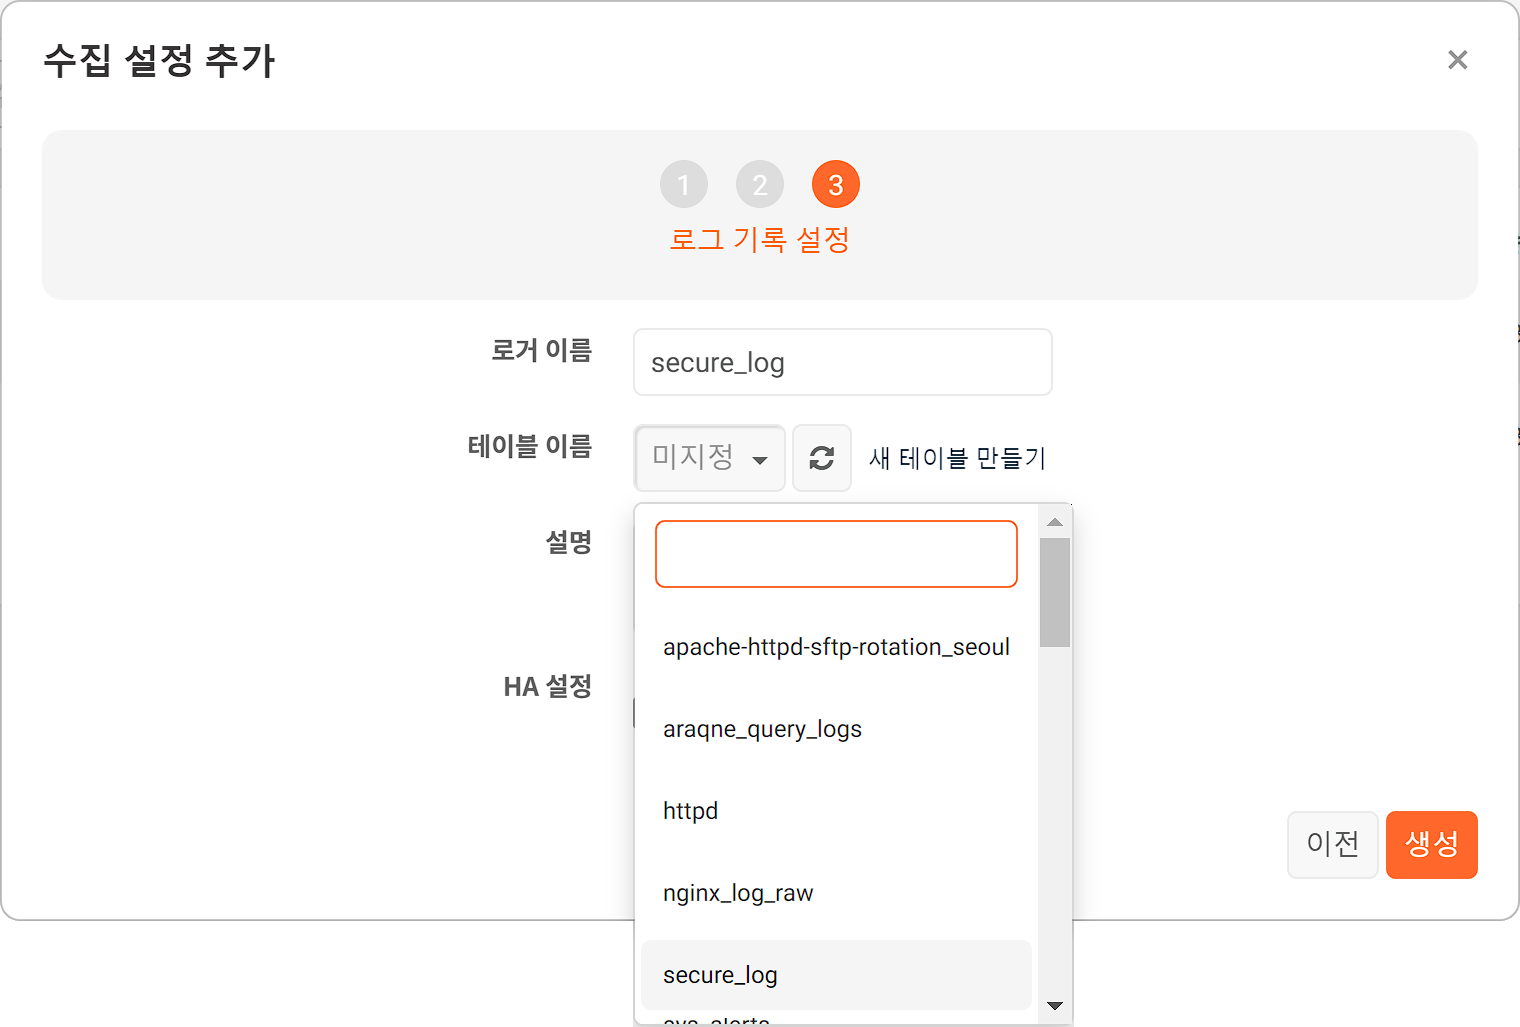 수집 설정 추가
×
1 2 3
로그 기록 설정
로거 이름 secure_log
테이블 이름 미지정 새 테이블 만들기
설명
apache-httpd-sftp-rotation_seoul
HA 설정
araqne_query_logs
httpd
이전 생성
nginx_log_raw
secure_log
sys_alerts